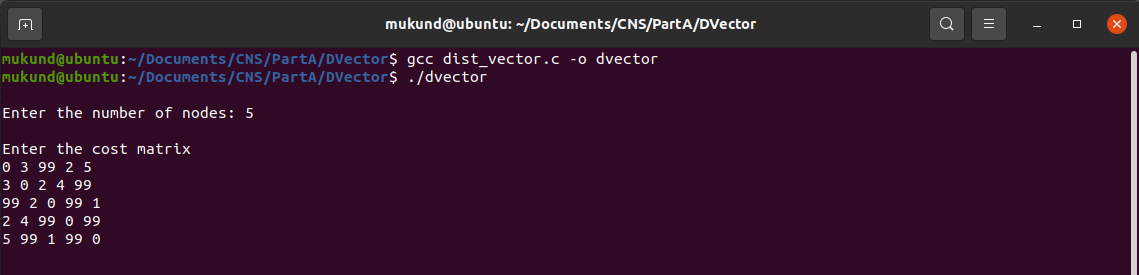 mukund@ubuntu: ~/Documents/CNS/PartA/DVector
mukund@ubuntu:~/Documents/CNS/PartA/DVector$ gcc dist_vector.c -o dvector
mukund@ubuntu:~/Documents/CNS/PartA/DVector$ ./dvector
Enter the number of nodes: 5
Enter the cost matrix
0 3 99 2 5
3 0 2 4 99
99 2 0 99 1
2 4 99 0 99
5 99 1 99 0